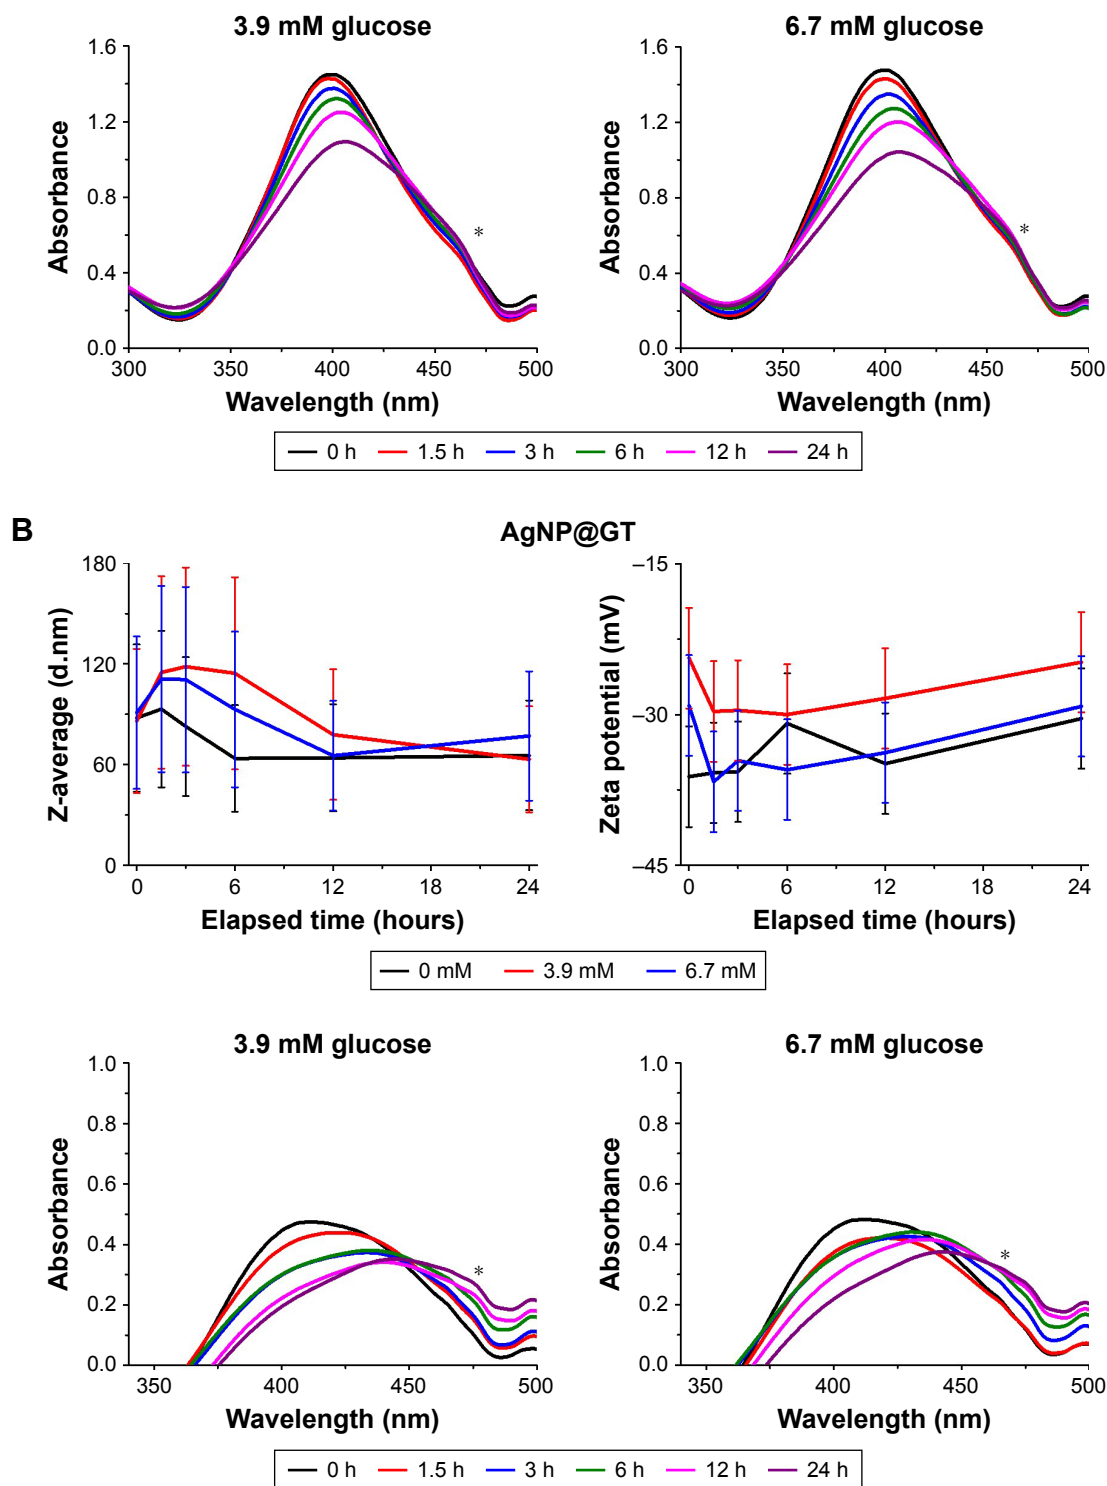 3.9 mM glucose 6.7 mM glucose
1.6 1.6
1.2 1.2
Absorbance Absorbance
0.8 0.8
* *
0.4 0.4
0.0 0.0
300 350 400 450 500 300 350 400 450 500
Wavelength (nm) Wavelength (nm)
0 h 1.5 h 3 h 6 h 12 h 24 h
B AgNP@GT
180 –15
Z-average (d.nm) Zeta potential (mV)
120
–30
60
0 –45
0 6 12 18 24 0 6 12 18 24
Elapsed time (hours) Elapsed time (hours)
0 mM 3.9 mM 6.7 mM
3.9 mM glucose 6.7 mM glucose
1.0 1.0
0.8 0.8
Absorbance Absorbance
0.6 0.6
0.4 0.4
* *
0.2 0.2
0.0 0.0
350 400 450 500 350 400 450 500
Wavelength (nm) Wavelength (nm)
0 h 1.5 h 3 h 6 h 12 h 24 h